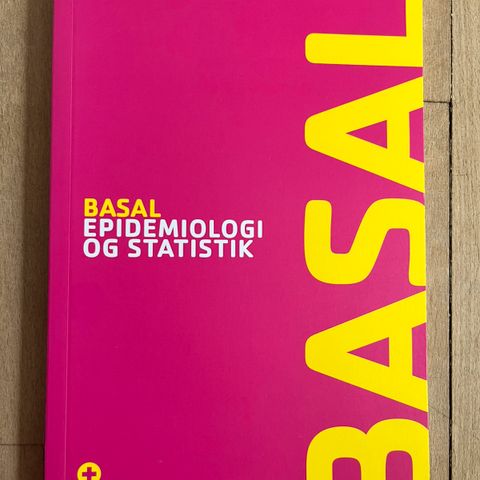 BASAL
EPIDEMIOLOGI
OG STATISTIK
BASAL